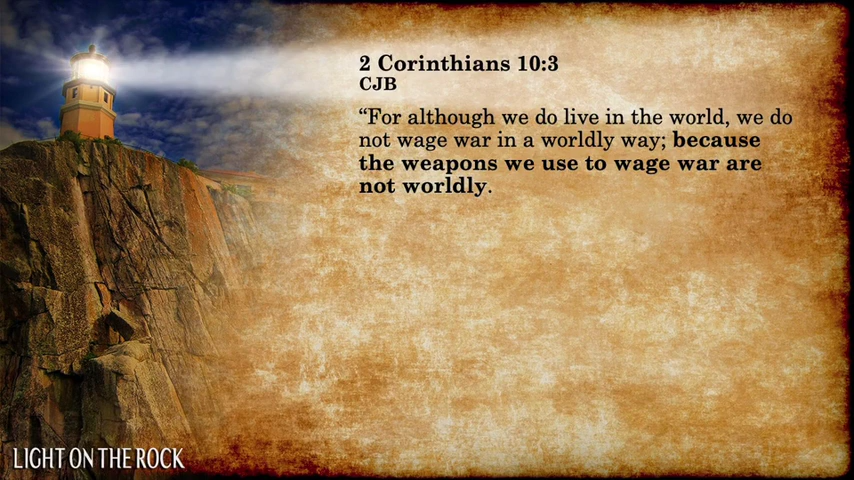 2 Corinthians 10:3
CJB
“For although we do live in the world, we do
not wage war in a worldly way; because
the weapons we use to wage war are
not worldly.
LIGHT ON THE ROCK